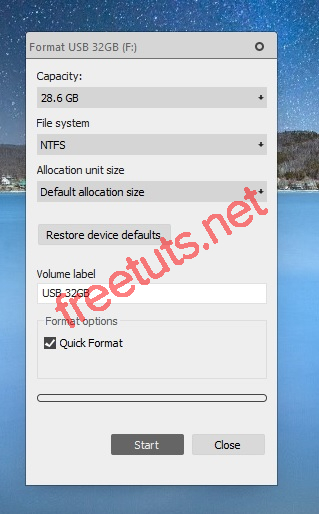 Format USB 32GB (F:)
Capacity:
28.6 GB
File system
NTFS
Allocation unit size
Default allocation size
Restore device defaults
Volume label
USB 32GB
Format options
Quick Format
Start
Close
freetuts.net